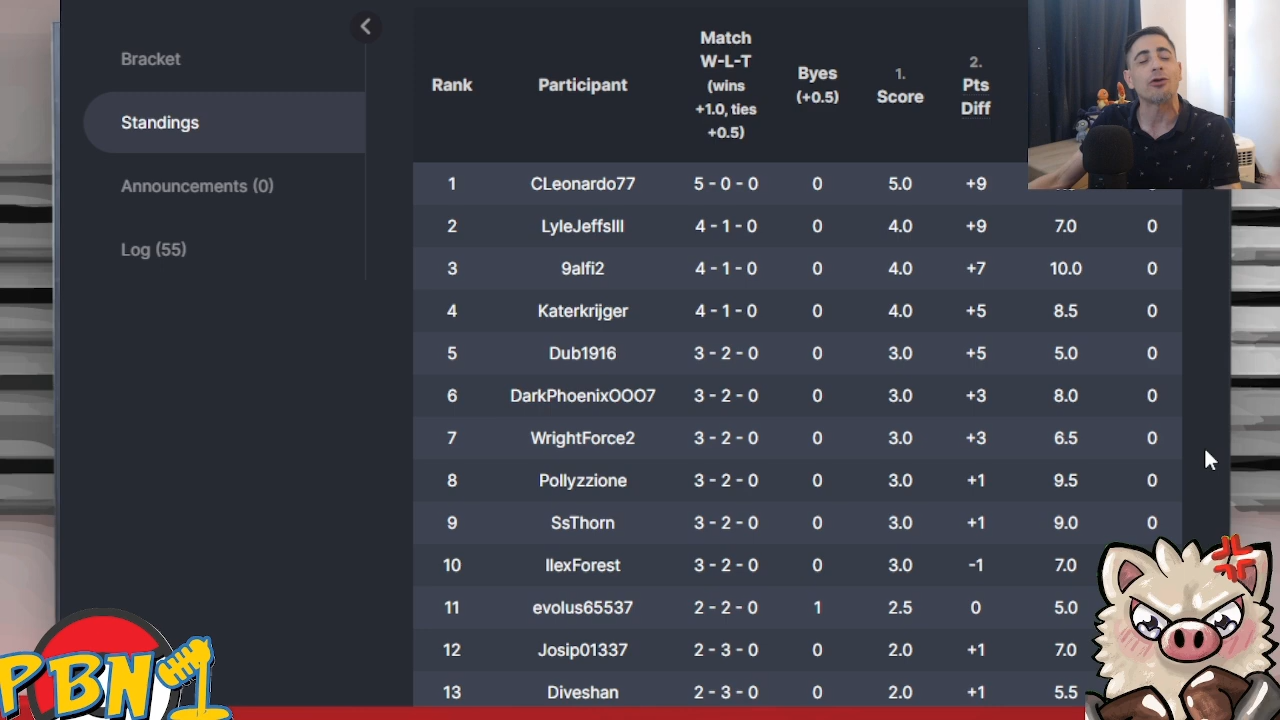 Bracket
Standings
Announcements (0)
Log (55)
Rank Participant Match W-L-T (wins +1.0, ties +0.5) Byes (+0.5) 1. Score 2. Pts Diff
1 CLeonardo77 5 - 0 - 0 0 5.0 +9
2 LyleJeffsIII 4 - 1 - 0 0 4.0 +9 7.0 0
3 9alfi2 4 - 1 - 0 0 4.0 +7 10.0 0
4 Katerkrijger 4 - 1 - 0 0 4.0 +5 8.5 0
5 Dub1916 3 - 2 - 0 0 3.0 +5 5.0 0
6 DarkPhoenixOOO7 3 - 2 - 0 0 3.0 +3 8.0 0
7 WrightForce2 3 - 2 - 0 0 3.0 +3 6.5 0
8 Pollyzzione 3 - 2 - 0 0 3.0 +1 9.5 0
9 SsThorn 3 - 2 - 0 0 3.0 +1 9.0 0
10 IlexForest 3 - 2 - 0 0 3.0 -1 7.0
11 evolus65537 2 - 2 - 0 1 2.5 0 5.0
12 Josip01337 2 - 3 - 0 0 2.0 +1 7.0
13 Diveshan 2 - 3 - 0 0 2.0 +1 5.5
PBN